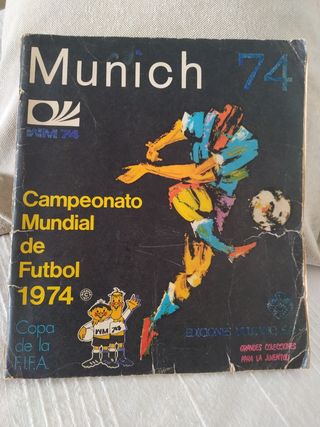 Munich 74
WM 74
Campeonato
Mundial
de
Futbol
1974
Copa
de la
F.I.F.A.
WM 74
EDICIONES
GRANDES COLECCIONES
PARA LA JUVENTUD